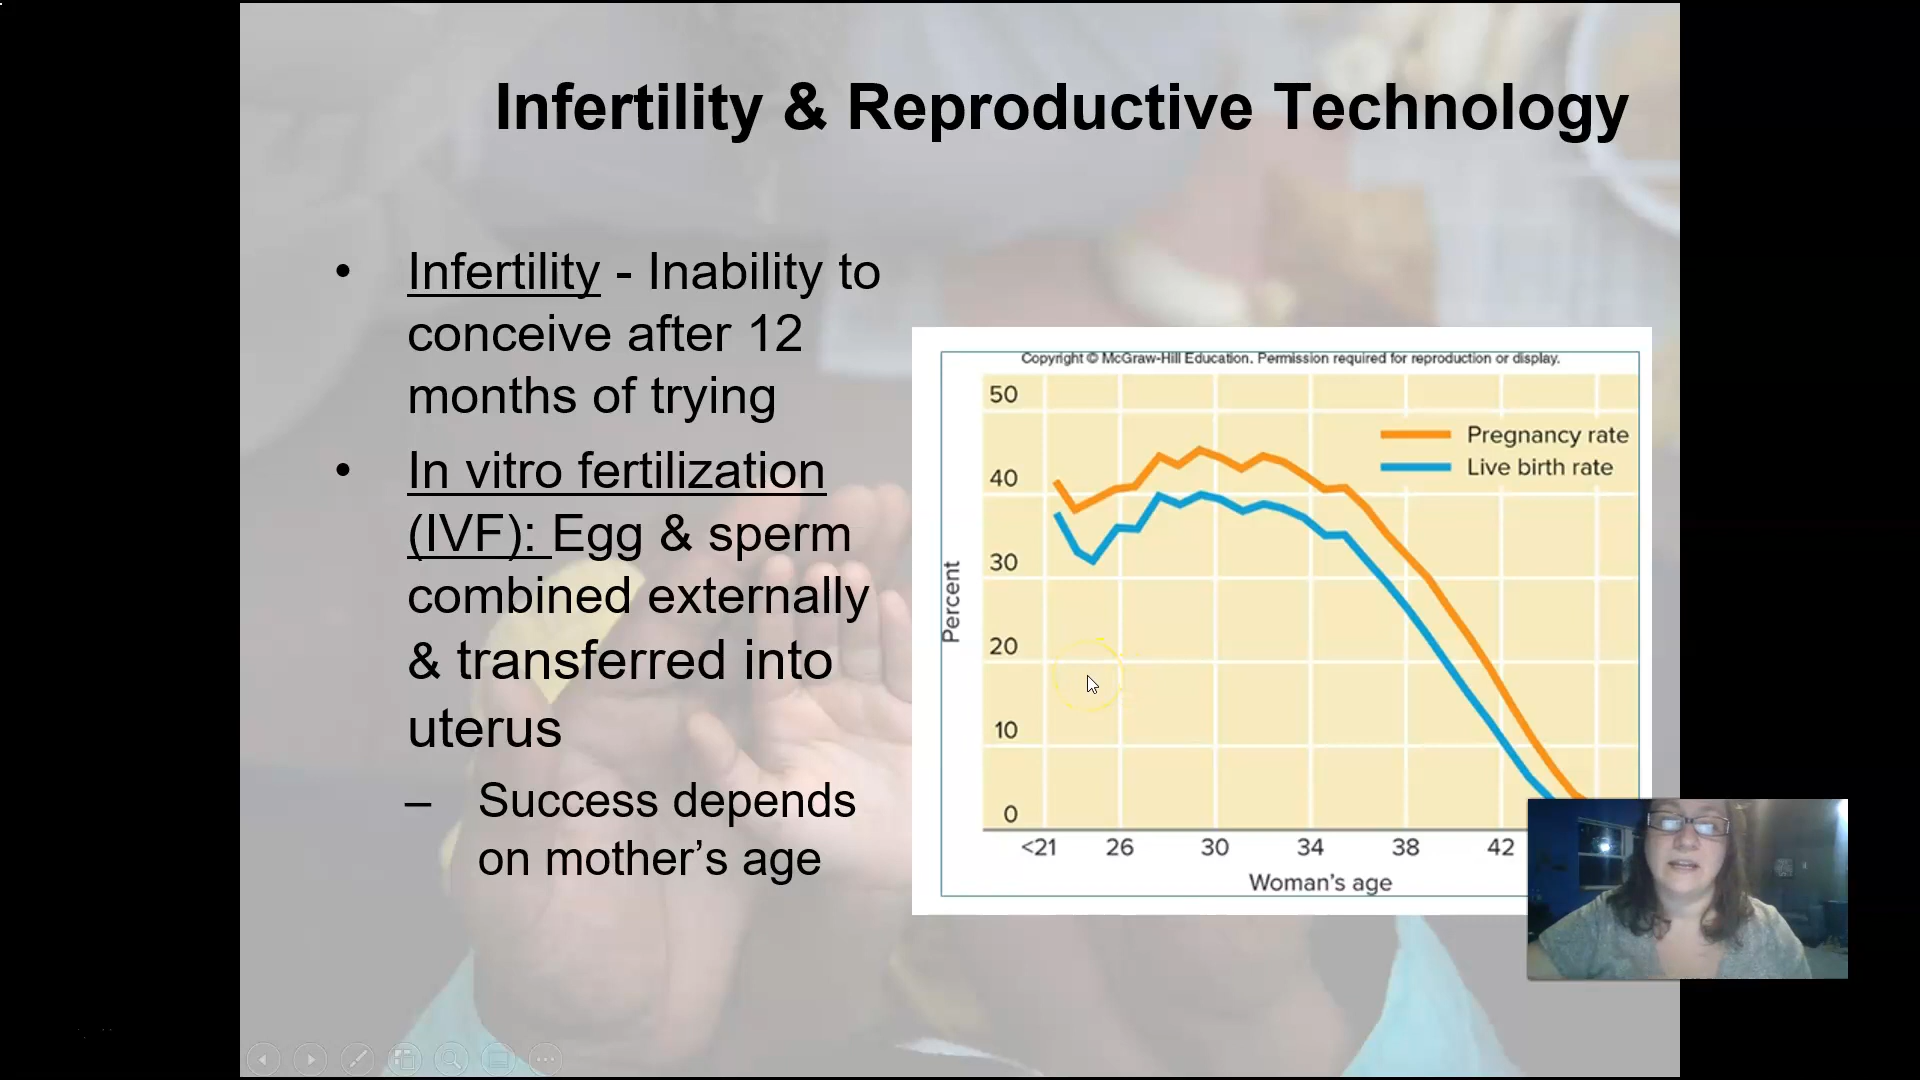 Infertility & Reproductive Technology
• Infertility - Inability to
conceive after 12
months of trying
• In vitro fertilization
(IVF): Egg & sperm
combined externally
& transferred into
uterus
– Success depends
on mother’s age
Copyright © McGraw-Hill Education. Permission required for reproduction or display.
50
40
30
20
10
0
Percent
Pregnancy rate
Live birth rate
<21 26 30 34 38 42
Woman’s age